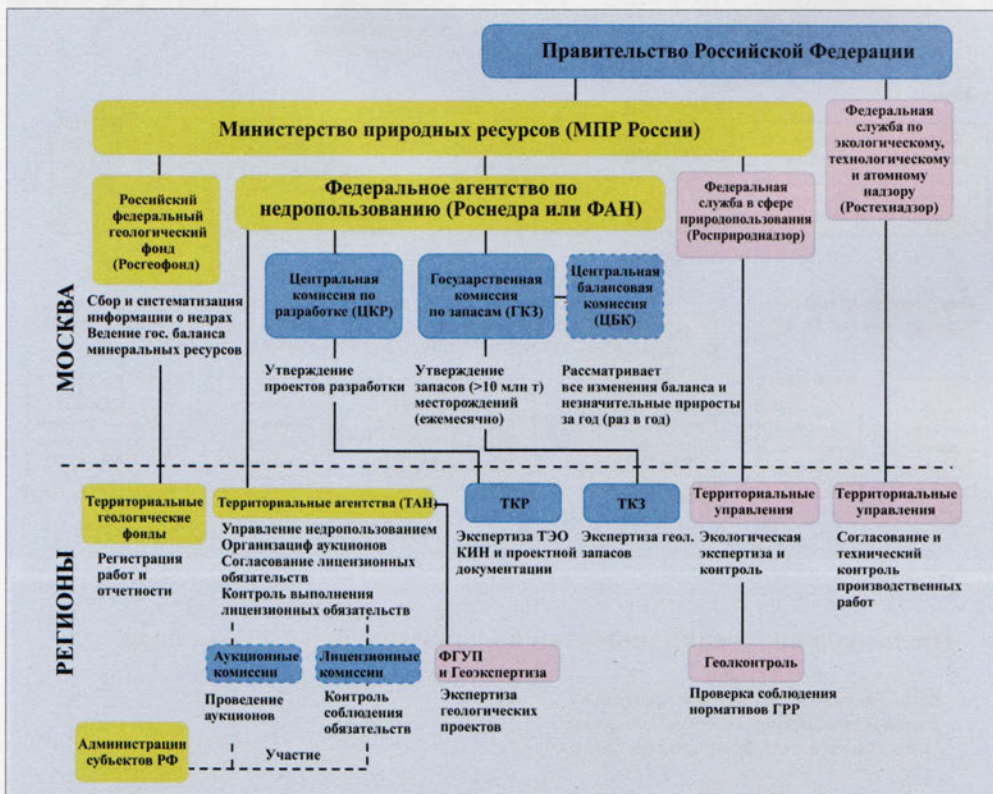 Правительство Российской Федерации
Министерство природных ресурсов (МПР России)
Федеральная
служба по
экологическому,
технологическому
и атомному
надзору
(Ростехнадзор)
Российский
федеральный
геологический
фонд
(Росгеофонд)
Федеральное агентство по
недропользованию (Роснедра или ФАН)
Федеральная
служба в сфере
природопользования
(Росприроднадзор)
Центральная
комиссия по
разработке (ЦКР)
Государственная
комиссия
по запасам (ГКЗ)
Центральная
балансовая
комиссия
(ЦБК)
МОСКВА
Сбор и систематизация
информации о недрах
Ведение гос. баланса
минеральных ресурсов
Утверждение
проектов разработки
Утверждение
запасов (>10 млн т)
месторождений
(ежемесячно)
Рассматривает
все изменения баланса и
незначительные приросты
за год (раз в год)
РЕГИОНЫ
Территориальные
геологические
фонды
Регистрация
работ и
отчетности
Территориальные агентства (ТАН)
Управление недропользованием
Организациф аукционов
Согласование лицензионных
обязательств
Контроль выполнения
лицензионных обязательств
ТКР
Экспертиза ТЭО
КИН и проектной
документации
ТКЗ
Экспертиза геол.
запасов
Территориальные
управления
Экологическая
экспертиза и
контроль
Территориальные
управления
Согласование и
технический
контроль
производственных
работ
Аукционные
комиссии
Проведение
аукционов
Лицензионные
комиссии
Контроль
соблюдения
обязательств
ФГУП
и Геоэкспертиза
Экспертиза
геологических
проектов
Геолконтроль
Проверка соблюдения
нормативов ГРР
Администрации
субъектов РФ
Участие